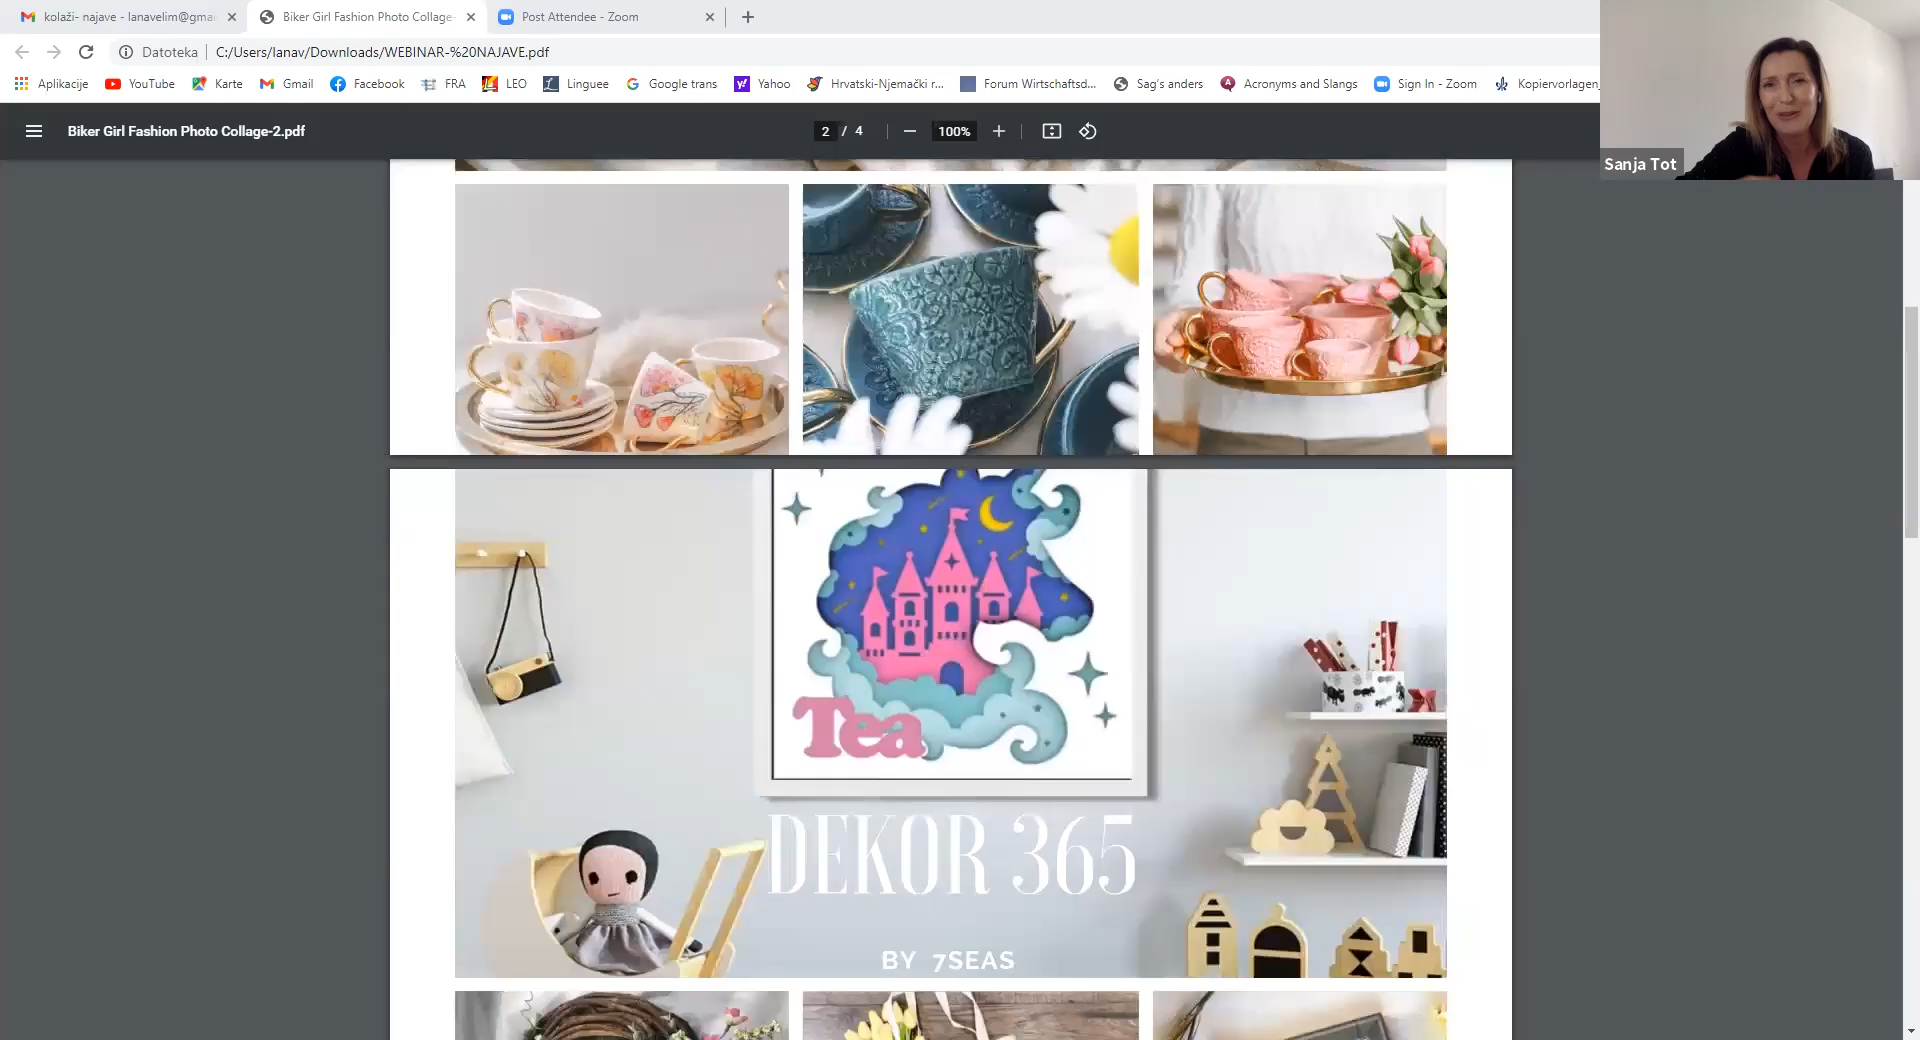 kolaži- najave - lanavelim@gma
Biker Girl Fashion Photo Collage-
Post Attendee - Zoom
Datoteka
C:/Users/lanav/Downloads/WEBINAR-%20NAJAVE.pdf
Aplikacije YouTube Karte Gmail Facebook FRA LEO Linguee Google trans Yahoo Hrvatski-Njemački r... Forum Wirtschaftsd... Sag's anders Acronyms and Slangs Sign In - Zoom Kopiervorlagen
Biker Girl Fashion Photo Collage-2.pdf
2 / 4
100%
Sanja Tot
Tea
DEKOR 365
BY 7SEAS